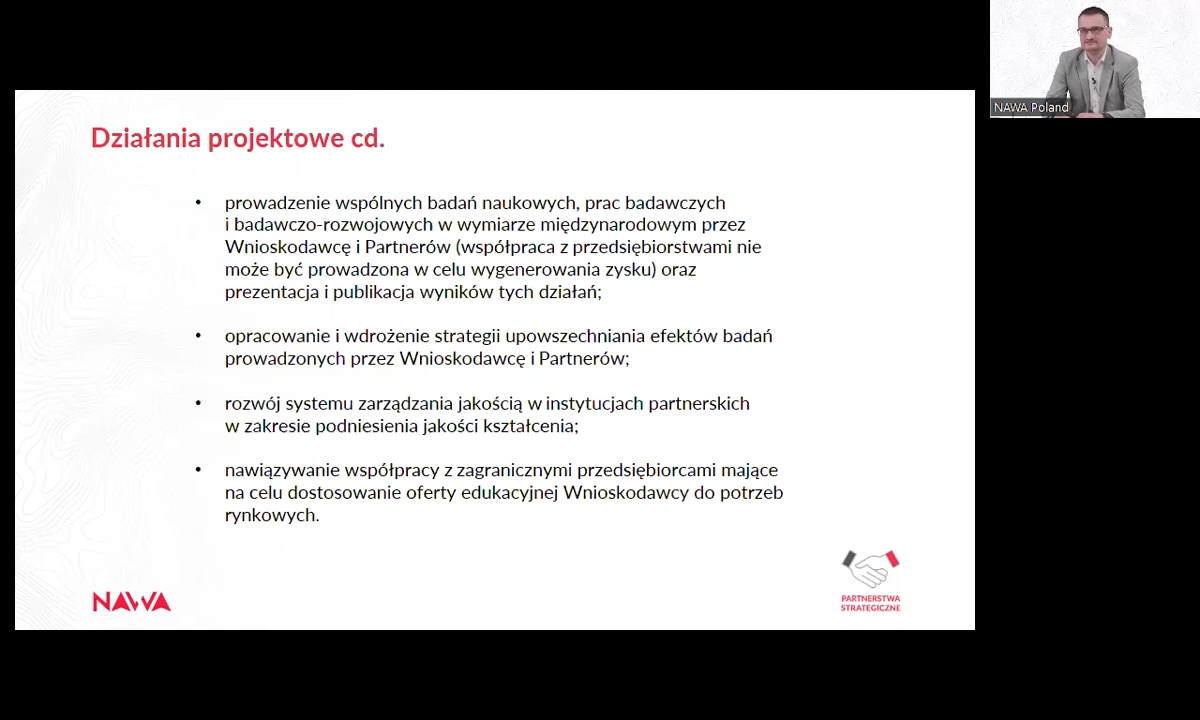 NAWA Poland
Działania projektowe cd.
• prowadzenie wspólnych badań naukowych, prac badawczych
i badawczo-rozwojowych w wymiarze międzynarodowym przez
Wnioskodawcę i Partnerów (współpraca z przedsiębiorstwami nie
może być prowadzona w celu wygenerowania zysku) oraz
prezentacja i publikacja wyników tych działań;
• opracowanie i wdrożenie strategii upowszechniania efektów badań
prowadzonych przez Wnioskodawcę i Partnerów;
• rozwój systemu zarządzania jakością w instytucjach partnerskich
w zakresie podniesienia jakości kształcenia;
• nawiązywanie współpracy z zagranicznymi przedsiębiorcami mające
na celu dostosowanie oferty edukacyjnej Wnioskodawcy do potrzeb
rynkowych.
NAWA
PARTNERSTWA
STRATEGICZNE